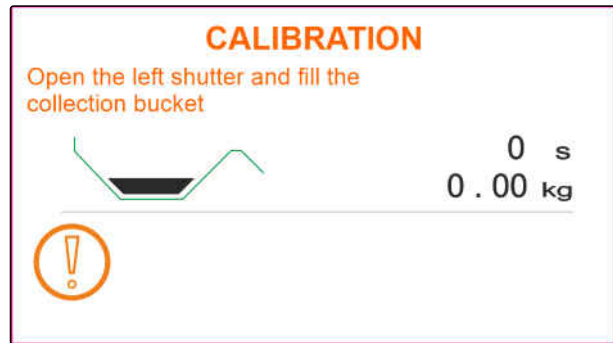 CALIBRATION
Open the left shutter and fill the
collection bucket
0 s
0.00 kg